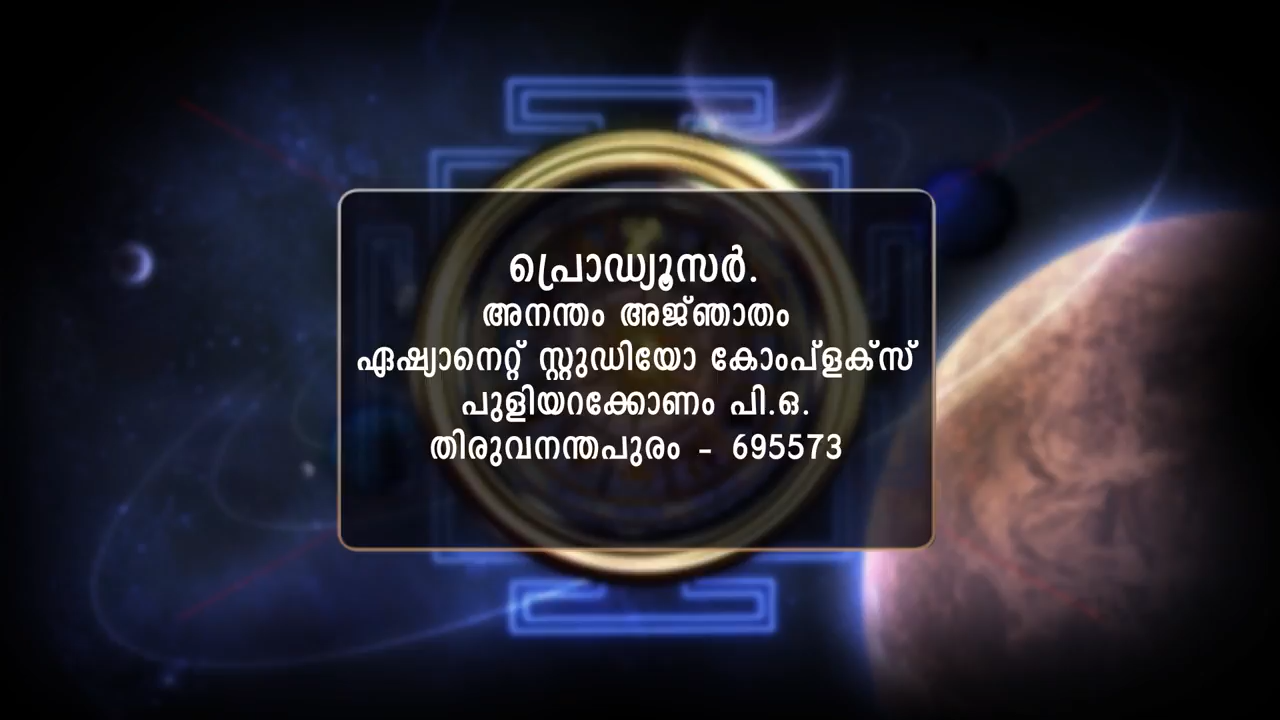 പ്രൊഡ്യൂസർ.
അനന്തം അജ്ഞാതം
ഏഷ്യാനെറ്റ് സ്റ്റുഡിയോ കോംപ്ളക്സ്
പുളിയറക്കോണം പി.ഒ.
തിരുവനന്തപുരം - 695573